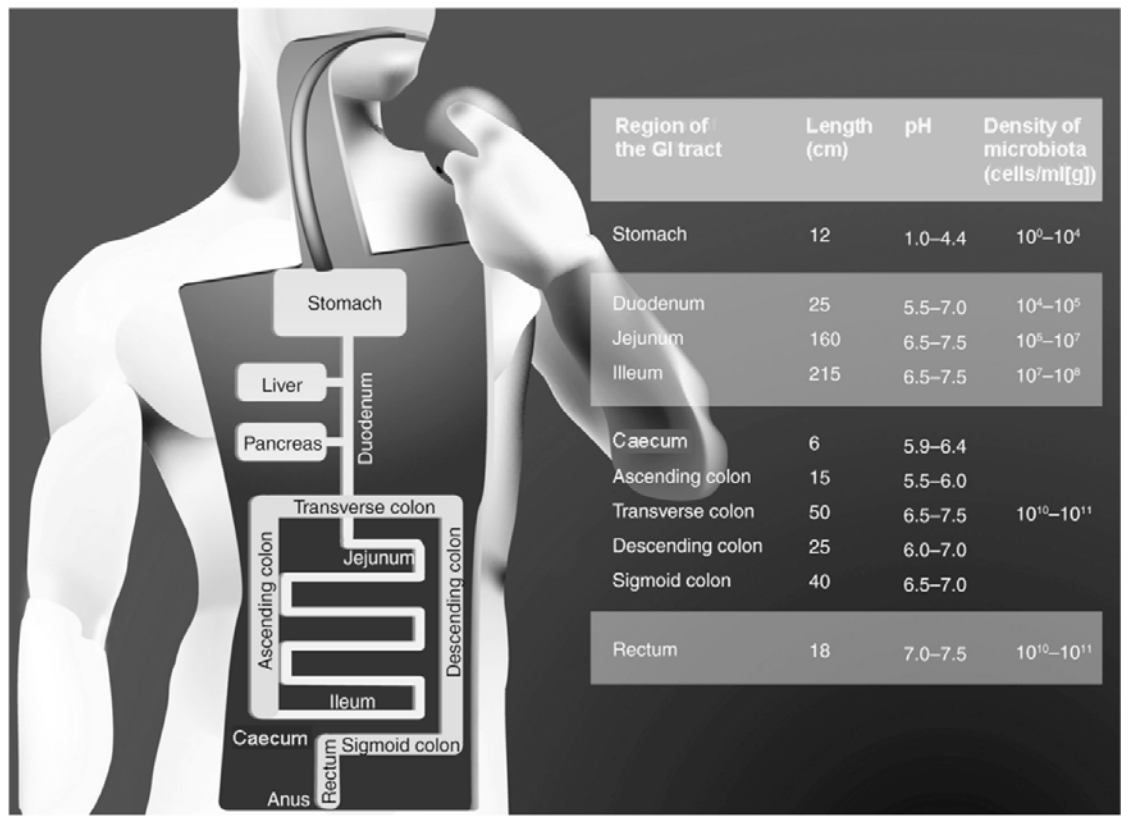 Stomach
Liver
Pancreas
Duodenum
Transverse colon
Jejunum
Ascending colon
Descending colon
Ileum
Caecum
Sigmoid colon
Rectum
Anus
Region of Length pH Density of
the GI tract (cm) microbiota
(cells/ml[g])
Stomach 12 1.0–4.4 10⁰–10⁴
Duodenum 25 5.5–7.0 10⁴–10⁵
Jejunum 160 6.5–7.5 10⁵–10⁷
Illeum 215 6.5–7.5 10⁷–10⁸
Caecum 6 5.9–6.4
Ascending colon 15 5.5–6.0
Transverse colon 50 6.5–7.5 10¹⁰–10¹¹
Descending colon 25 6.0–7.0
Sigmoid colon 40 6.5–7.0
Rectum 18 7.0–7.5 10¹⁰–10¹¹